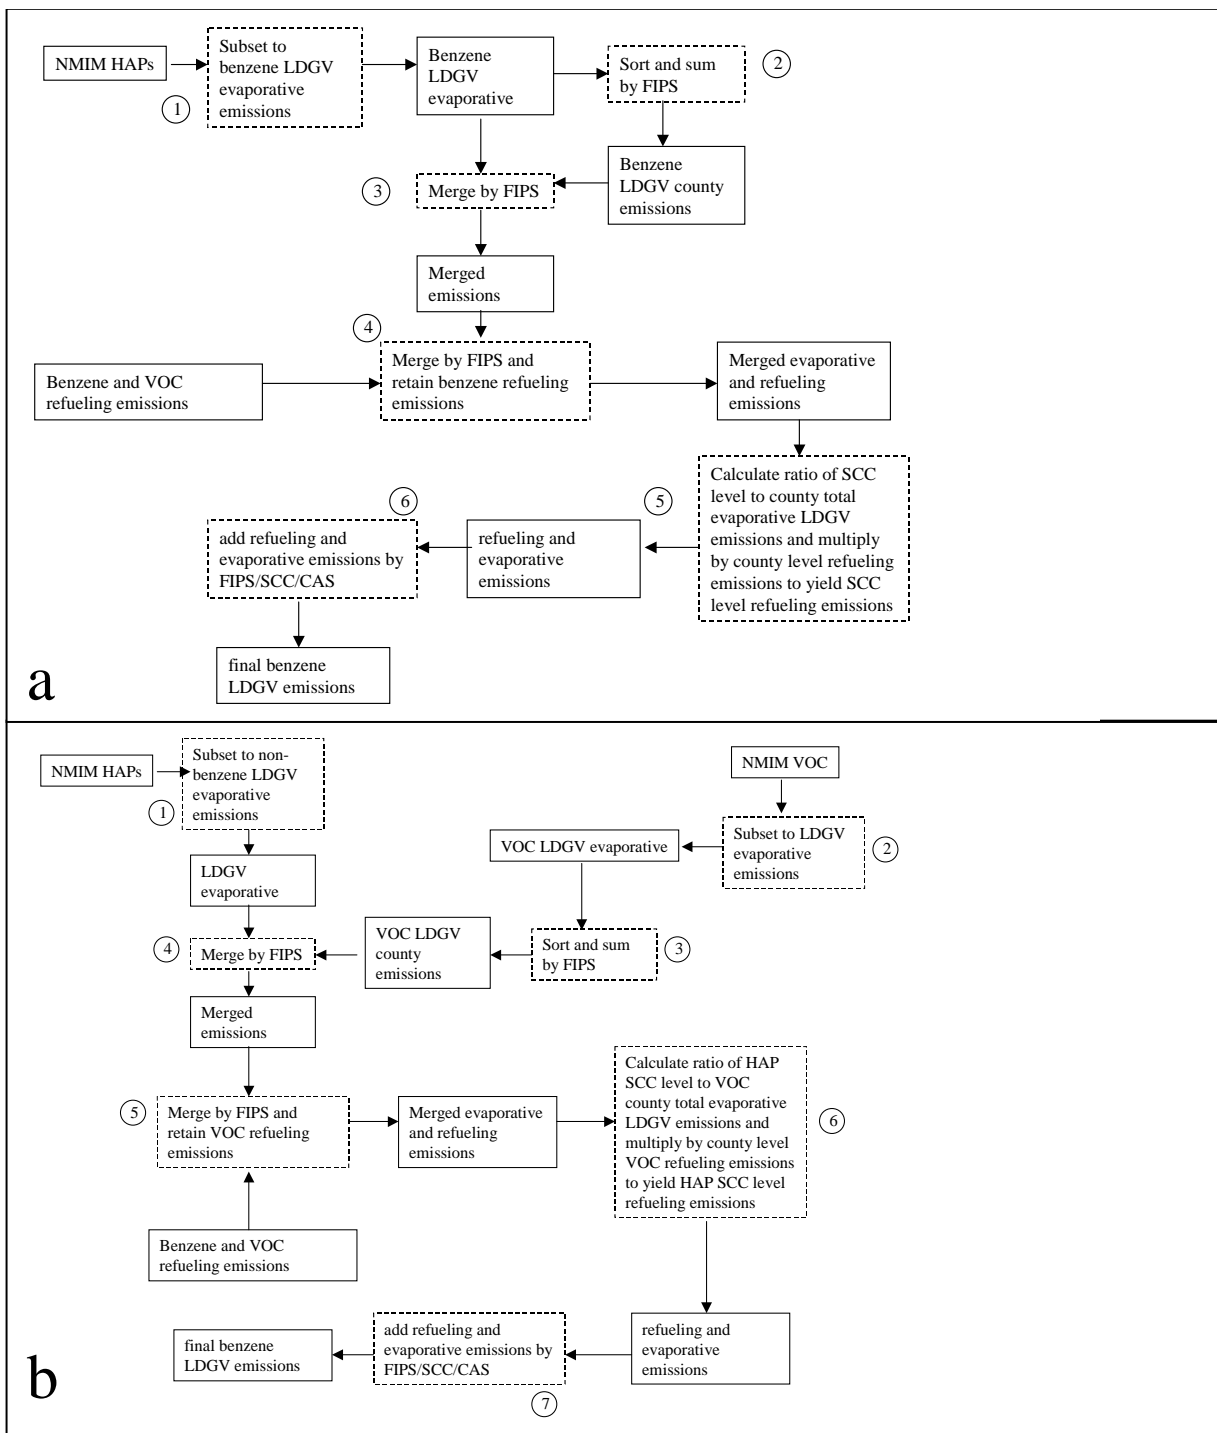 NMIM HAPs
1
Subset to
benzene LDGV
evaporative
emissions
Benzene
LDGV
evaporative
Sort and sum
by FIPS
2
Benzene
LDGV county
emissions
3
Merge by FIPS
Merged
emissions
4
Merge by FIPS and
retain benzene refueling
emissions
Benzene and VOC
refueling emissions
Merged evaporative
and refueling
emissions
Calculate ratio of SCC
level to county total
evaporative LDGV
emissions and multiply
by county level refueling
emissions to yield SCC
level refueling emissions
5
refueling and
evaporative
emissions
6
add refueling and
evaporative emissions by
FIPS/SCC/CAS
final benzene
LDGV emissions
a
NMIM HAPs
1
Subset to non-
benzene LDGV
evaporative
emissions
NMIM VOC
Subset to LDGV
evaporative
emissions
2
VOC LDGV evaporative
LDGV
evaporative
Sort and sum
by FIPS
3
VOC LDGV
county
emissions
4
Merge by FIPS
Merged
emissions
5
Merge by FIPS and
retain VOC refueling
emissions
Benzene and VOC
refueling emissions
Merged evaporative
and refueling
emissions
Calculate ratio of HAP
SCC level to VOC
county total evaporative
LDGV emissions and
multiply by county level
VOC refueling emissions
to yield HAP SCC level
refueling emissions
6
refueling and
evaporative
emissions
add refueling and
evaporative emissions by
FIPS/SCC/CAS
7
final benzene
LDGV emissions
b